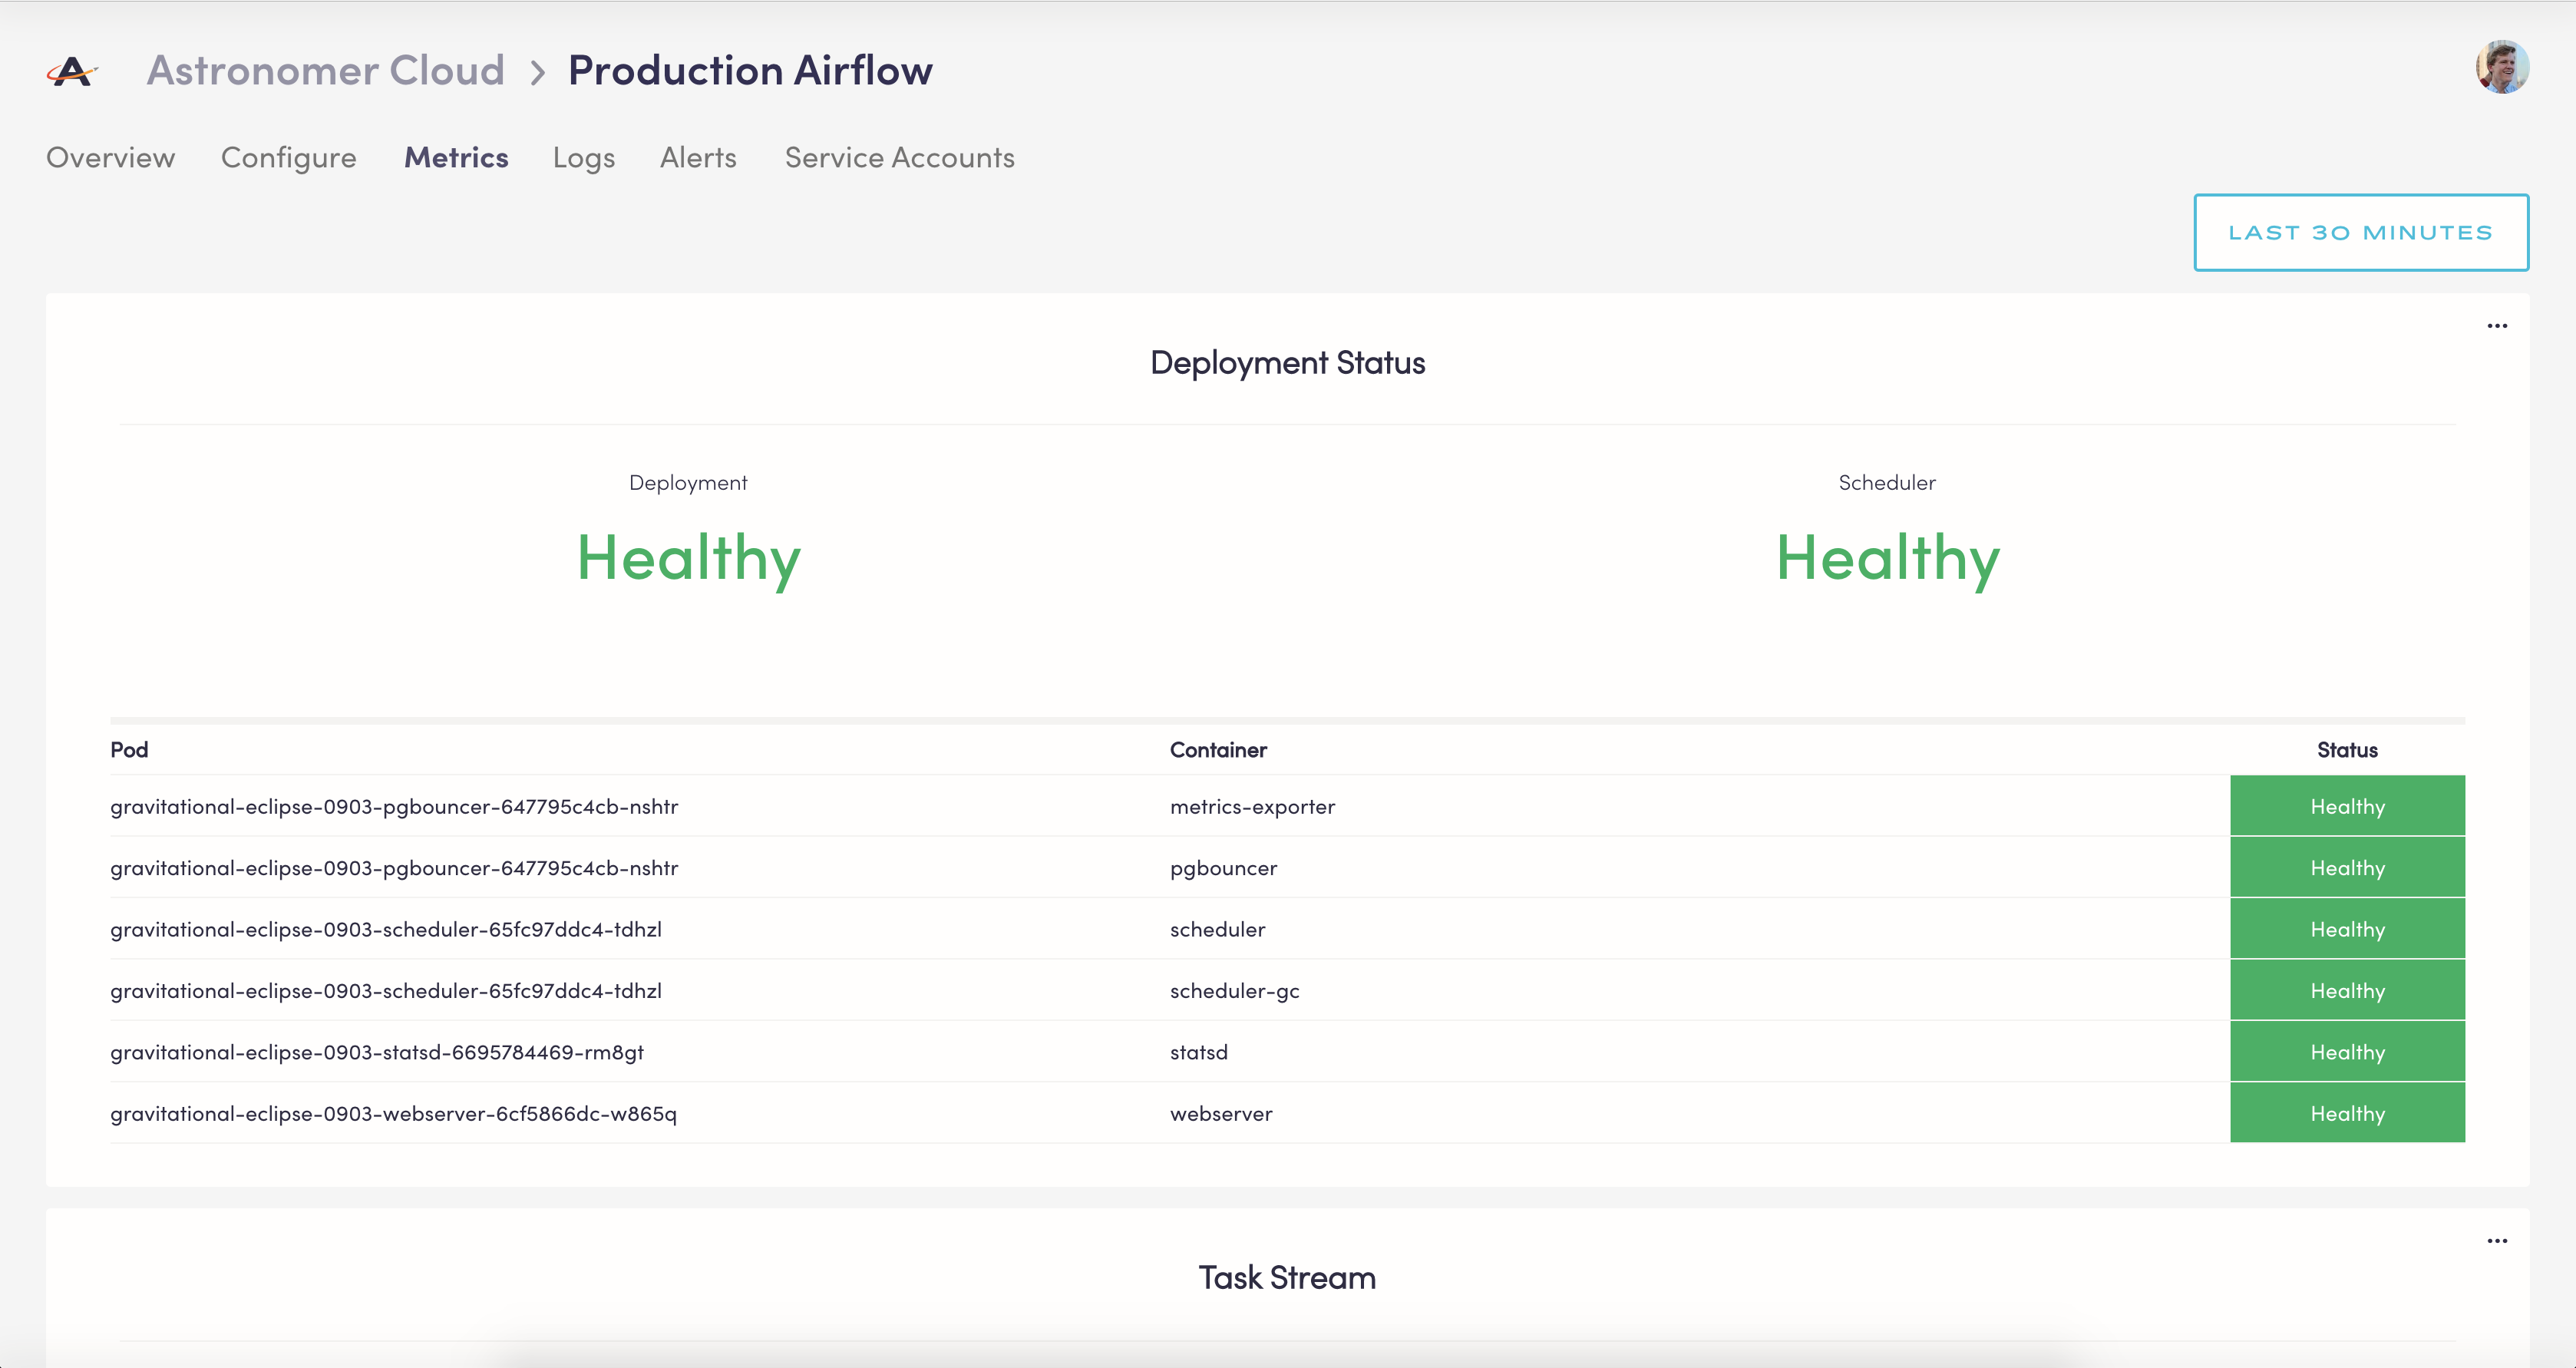 Astronomer Cloud > Production Airflow
Overview Configure Metrics Logs Alerts Service Accounts
LAST 30 MINUTES
Deployment Status
Deployment Scheduler
Healthy Healthy
Pod Container Status
gravitational-eclipse-0903-pgbouncer-647795c4cb-nshtr metrics-exporter Healthy
gravitational-eclipse-0903-pgbouncer-647795c4cb-nshtr pgbouncer Healthy
gravitational-eclipse-0903-scheduler-65fc97ddc4-tdhzl scheduler Healthy
gravitational-eclipse-0903-scheduler-65fc97ddc4-tdhzl scheduler-gc Healthy
gravitational-eclipse-0903-statsd-6695784469-rm8gt statsd Healthy
gravitational-eclipse-0903-webserver-6cf5866dc-w865q webserver Healthy
Task Stream